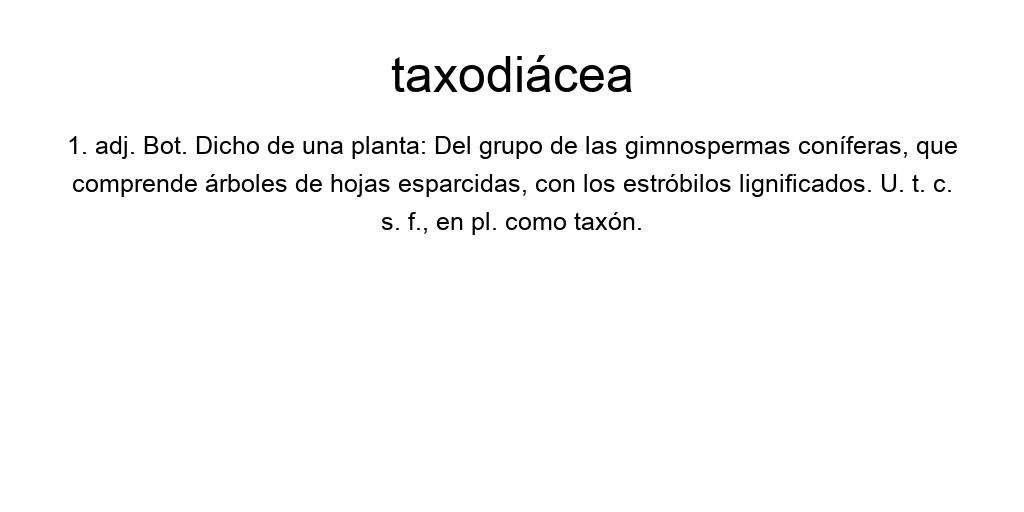 taxodiácea
1. adj. Bot. Dicho de una planta: Del grupo de las gimnospermas coníferas, que
comprende árboles de hojas esparcidas, con los estróbilos lignificados. U. t. c.
s. f., en pl. como taxón.